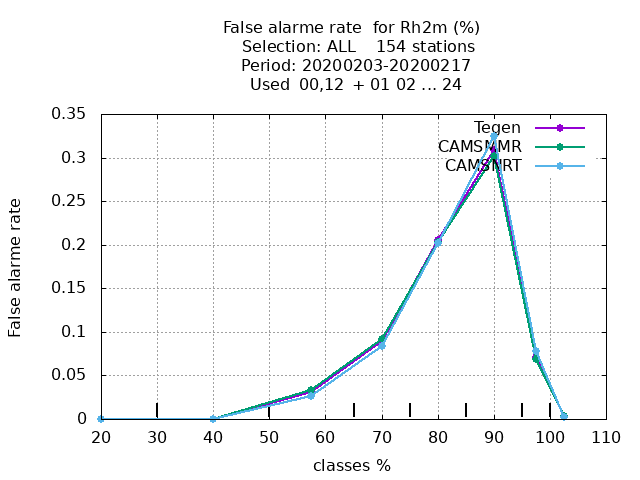 False alarme rate  for Rh2m (%)
Selection: ALL    154 stations
Period: 20200203-20200217
Used  00,12  + 01 02 ... 24
Tegen
CAMSNMR
CAMSNRT
False alarme rate
0.35
0.3
0.25
0.2
0.15
0.1
0.05
0
20 30 40 50 60 70 80 90 100 110
classes %